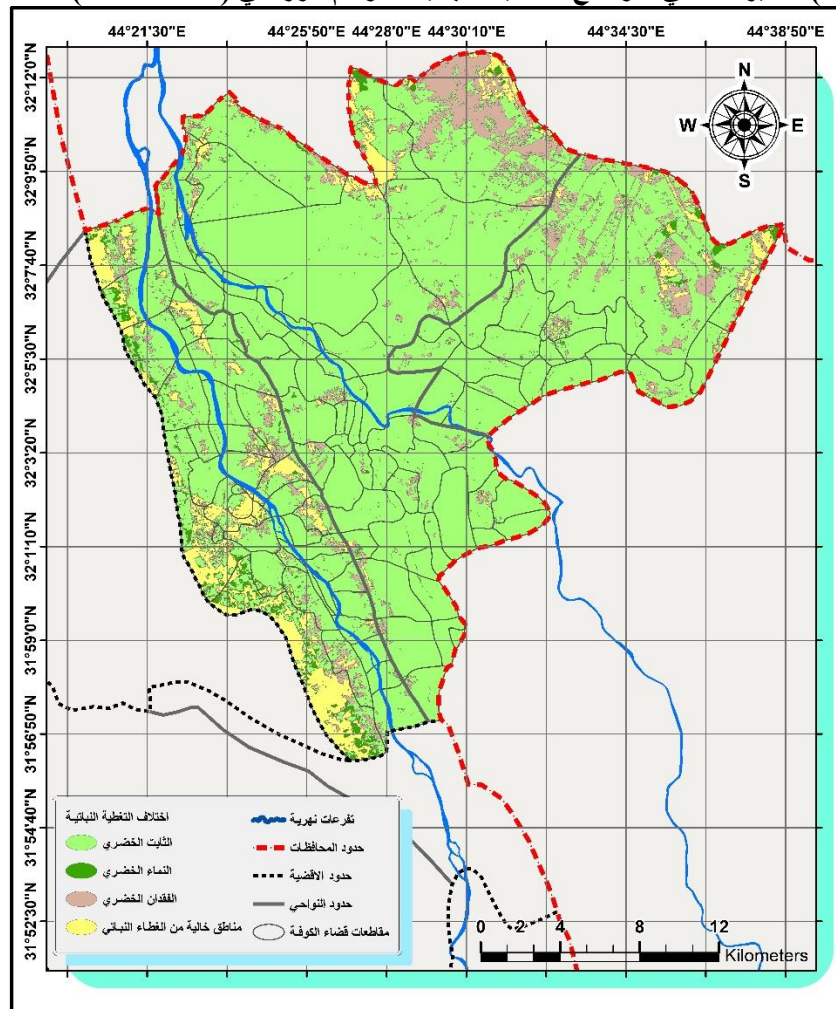 44°21'30"E 44°25'50"E 44°28'0"E 44°30'10"E 44°34'30"E 44°38'50"E
32°12'0"N
32°9'50"N
32°7'40"N
32°5'30"N
32°3'20"N
32°1'10"N
31°59'0"N
31°56'50"N
31°54'40"N
31°52'30"N
N
W E
S
اختلاف التغطية النباتية
الثابت الخضري
النماء الخضري
الفقدان الخضري
مناطق خالية من الغطاء النباتي
تفرعات نهرية
حدود المحافظات
حدود الاقضية
حدود النواحي
مقاطعات قضاء الكوفة
0 2 4 8 12
Kilometers